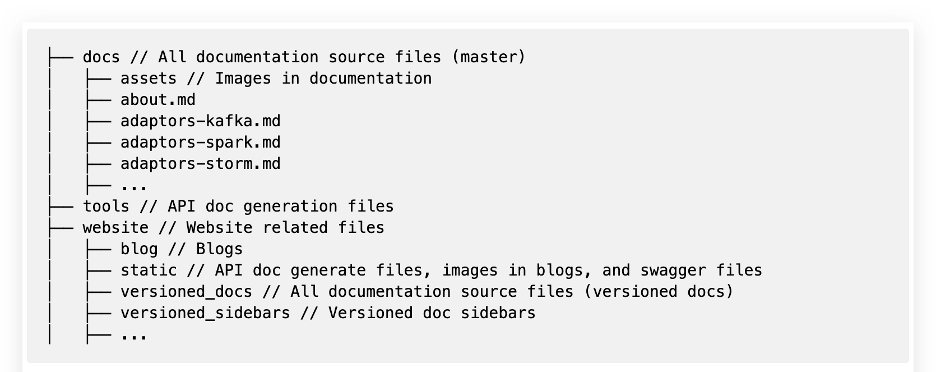 ├── docs // All documentation source files (master)
│   ├── assets // Images in documentation
│   ├── about.md
│   ├── adaptors-kafka.md
│   ├── adaptors-spark.md
│   ├── adaptors-storm.md
│   ├── ...
├── tools // API doc generation files
├── website // Website related files
│   ├── blog // Blogs
│   ├── static // API doc generate files, images in blogs, and swagger files
│   ├── versioned_docs // All documentation source files (versioned docs)
│   ├── versioned_sidebars // Versioned doc sidebars
│   ├── ...